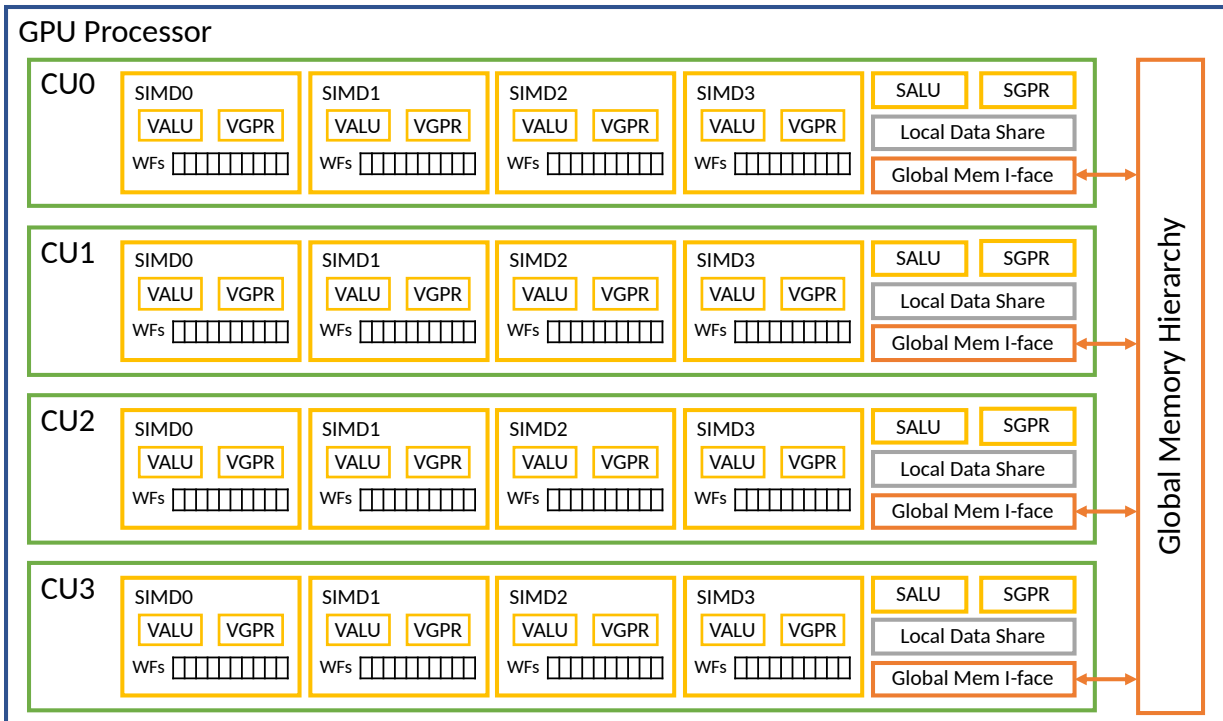 GPU Processor
CU0
SIMD0
VALU VGPR
WFs
SIMD1
VALU VGPR
WFs
SIMD2
VALU VGPR
WFs
SIMD3
VALU VGPR
WFs
SALU SGPR
Local Data Share
Global Mem I-face
CU1
SIMD0
VALU VGPR
WFs
SIMD1
VALU VGPR
WFs
SIMD2
VALU VGPR
WFs
SIMD3
VALU VGPR
WFs
SALU SGPR
Local Data Share
Global Mem I-face
CU2
SIMD0
VALU VGPR
WFs
SIMD1
VALU VGPR
WFs
SIMD2
VALU VGPR
WFs
SIMD3
VALU VGPR
WFs
SALU SGPR
Local Data Share
Global Mem I-face
CU3
SIMD0
VALU VGPR
WFs
SIMD1
VALU VGPR
WFs
SIMD2
VALU VGPR
WFs
SIMD3
VALU VGPR
WFs
SALU SGPR
Local Data Share
Global Mem I-face
Global Memory Hierarchy